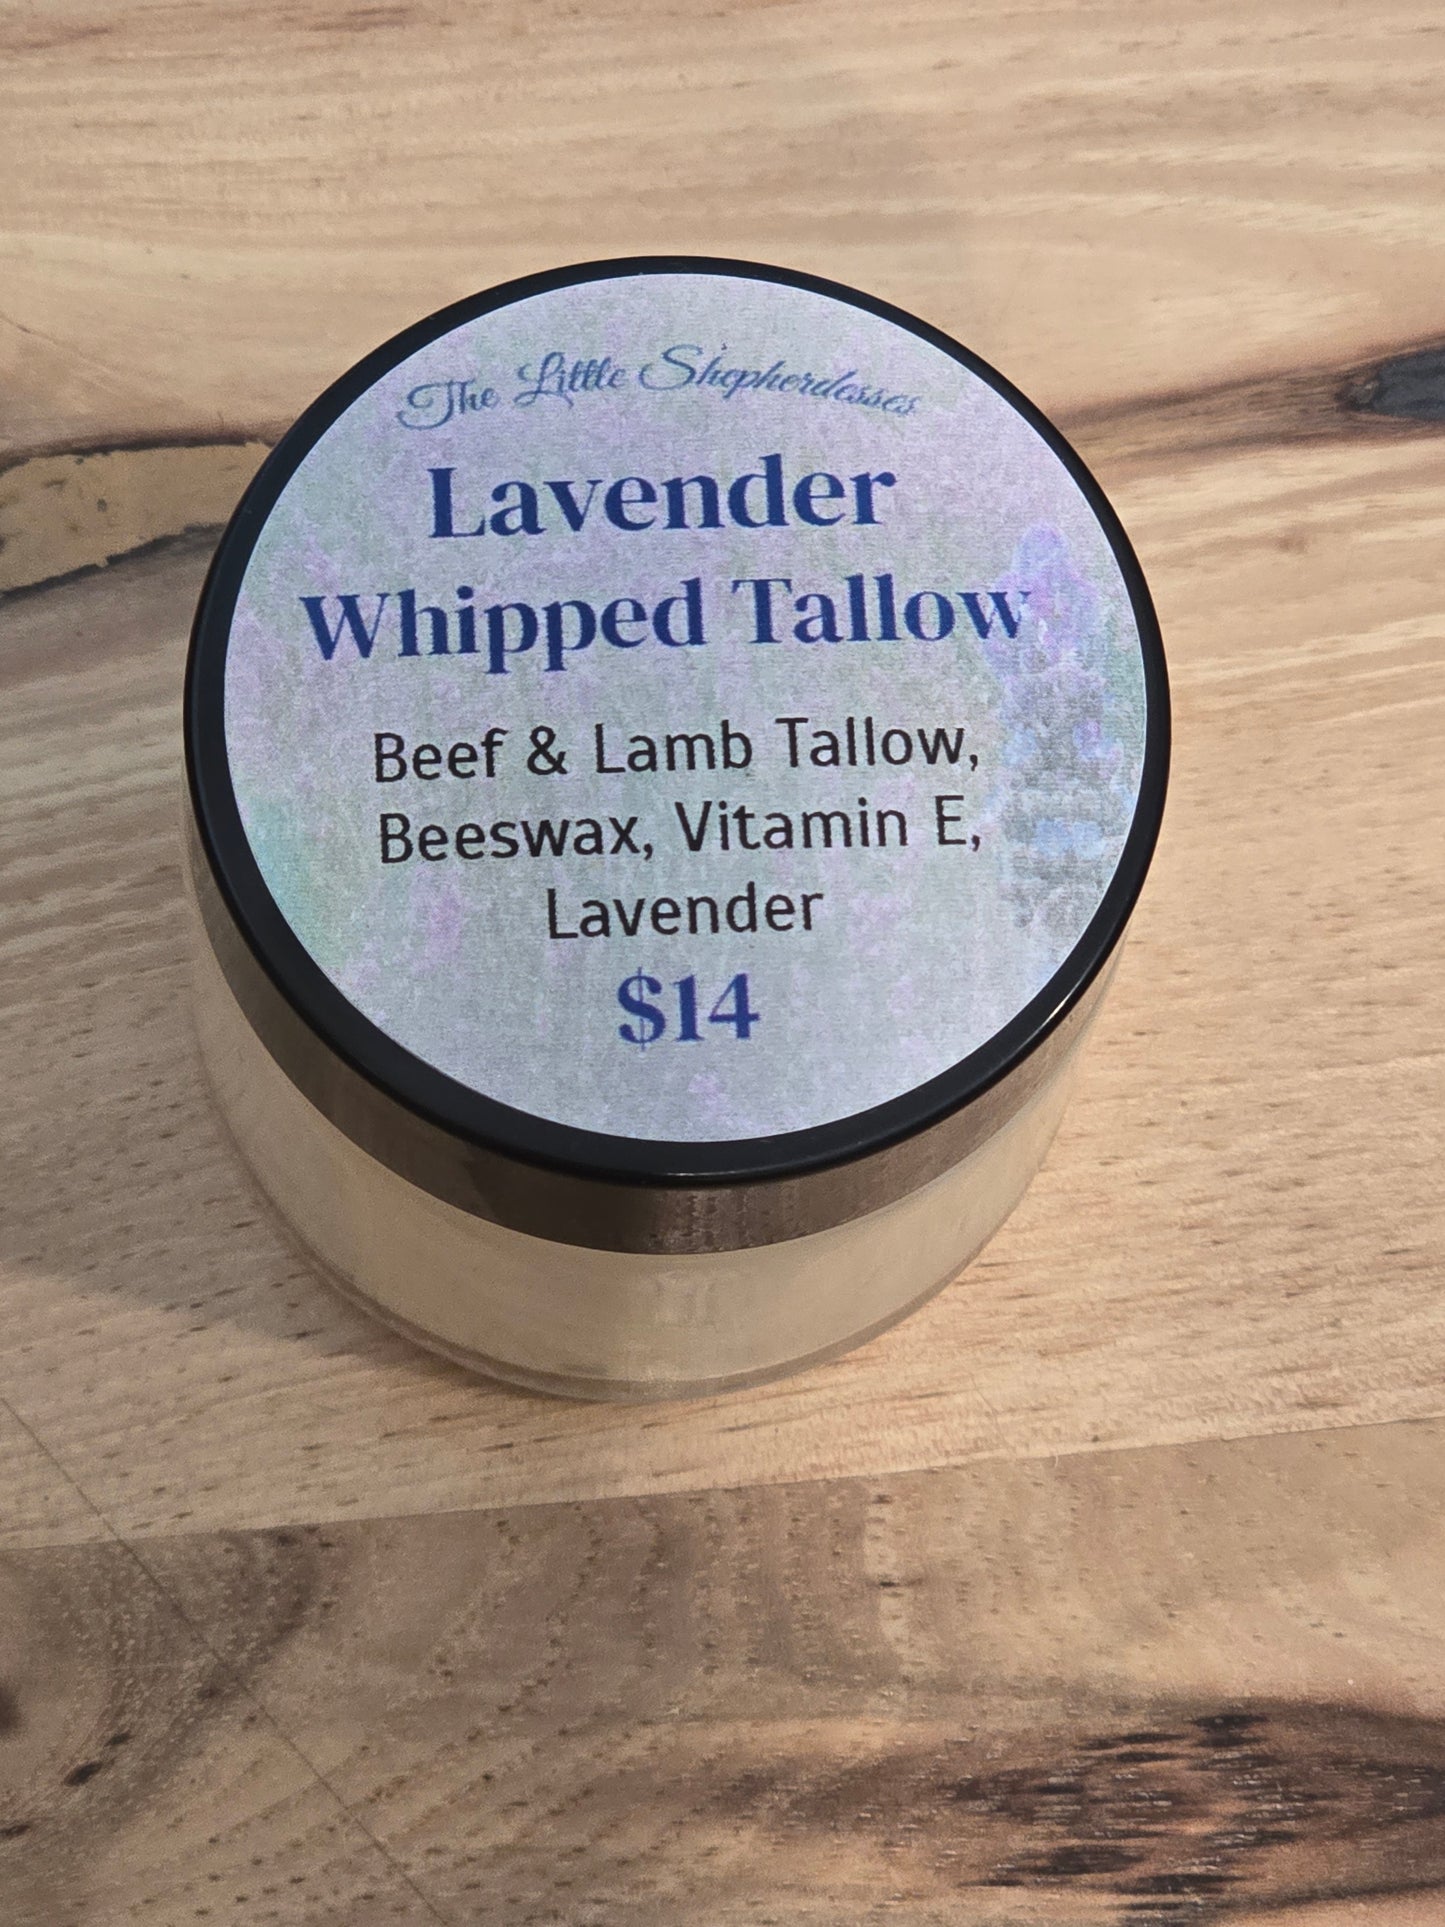 The Little Shepherdesses
Lavender
Whipped Tallow
Beef & Lamb Tallow,
Beeswax, Vitamin E,
Lavender
$14